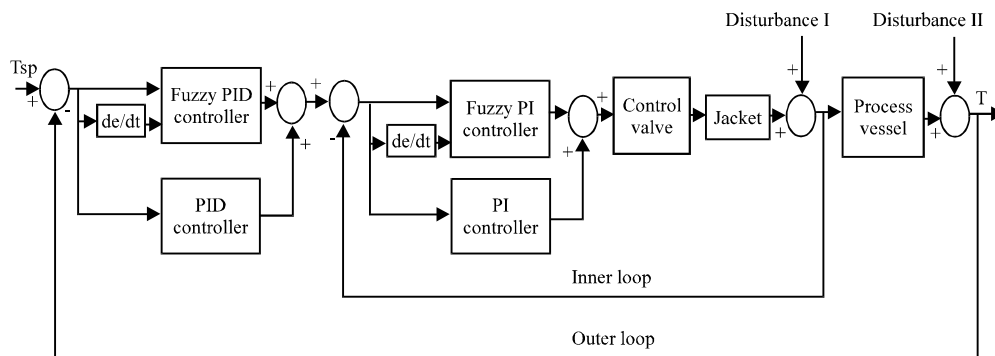 Disturbance I
Disturbance II
Tsp
+
-
Fuzzy PID
controller
de/dt
+
+
+
-
Fuzzy PI
controller
de/dt
+
+
Control
valve
Jacket
+
+
Process
vessel
+
+
T
PID
controller
PI
controller
Inner loop
Outer loop